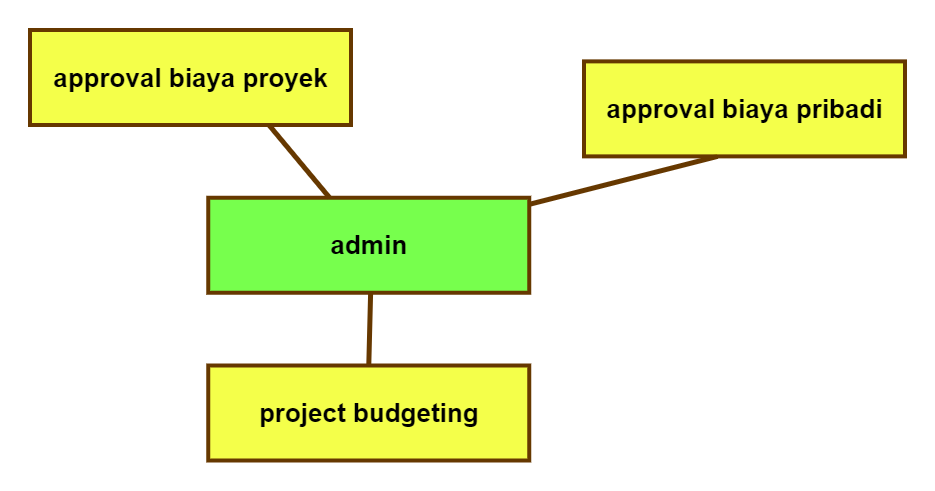 approval biaya proyek
approval biaya pribadi
admin
project budgeting